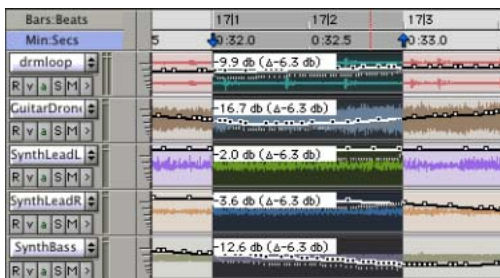 Bars:Beats 17|1 17|2 17|3
Min:Secs 5 0:32.0 0:32.5 0:33.0
drmloop -9.9 db (Δ-6.3 db)
R v a S M >
GuitarDron -16.7 db (Δ-6.3 db)
R v a S M >
SynthLeadL -2.0 db (Δ-6.3 db)
R v a S M >
SynthLeadR -3.6 db (Δ-6.3 db)
R v a S M >
SynthBass -12.6 db (Δ-6.3 db)
R v a S M >